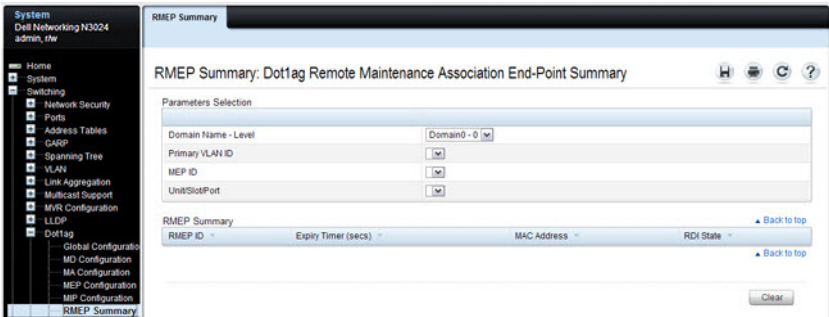 System
Dell Networking N3024
admin, r/w
Home
System
Switching
Network Security
Ports
Address Tables
GARP
Spanning Tree
VLAN
Link Aggregation
Multicast Support
MVR Configuration
LLDP
Dot1ag
Global Configuratio
MD Configuration
MA Configuration
MEP Configuration
MIP Configuration
RMEP Summary
RMEP Summary
RMEP Summary: Dot1ag Remote Maintenance Association End-Point Summary
Parameters Selection
Domain Name - Level Domain0 - 0
Primary VLAN ID
MEP ID
Unit/Slot/Port
RMEP Summary Back to top
RMEP ID Expiry Timer (secs) MAC Address RDI State
Back to top
Clear